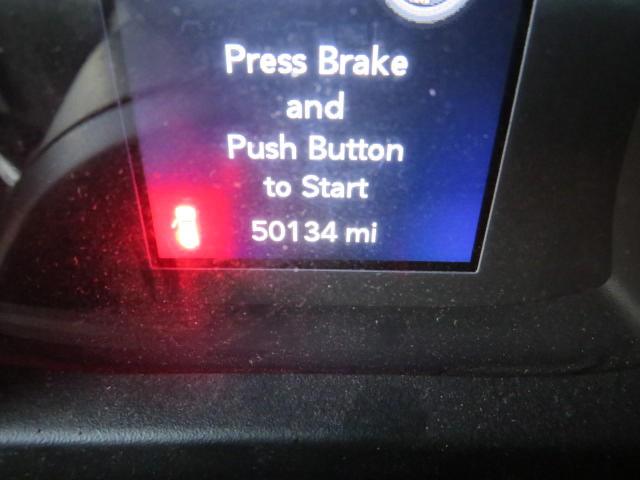 Press Brake
and
Push Button
to Start
50134 mi